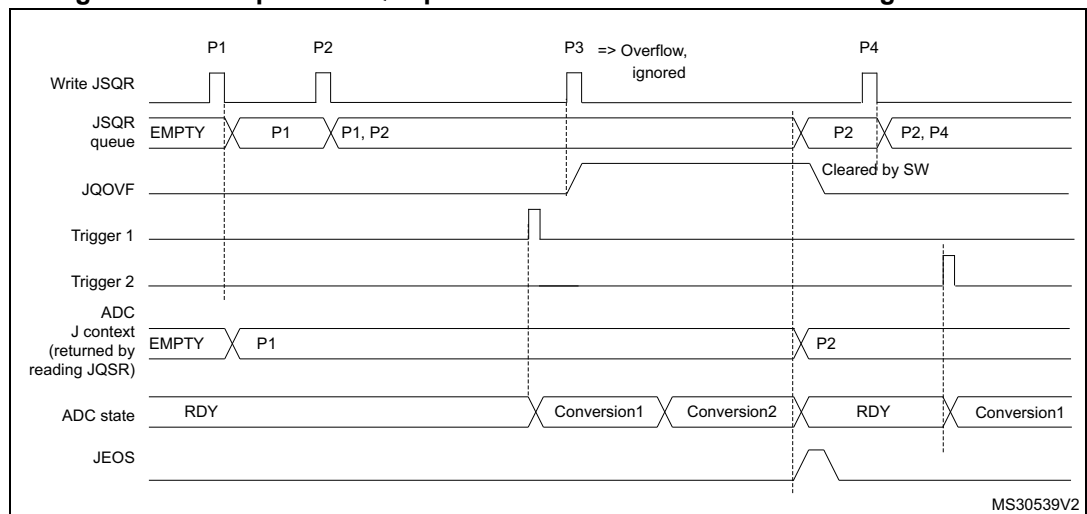 P1 P2 P3 => Overflow, P4
ignored
Write JSQR
JSQR
queue
EMPTY P1 P1, P2 P2 P2, P4
Cleared by SW
JQOVF
Trigger 1
Trigger 2
ADC
J context
(returned by
reading JQSR)
EMPTY P1 P2
ADC state RDY Conversion1 Conversion2 RDY Conversion1
JEOS
MS30539V2